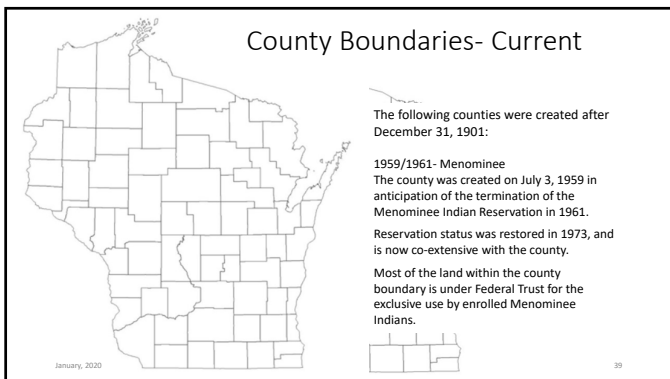 County Boundaries- Current
The following counties were created after
December 31, 1901:
1959/1961- Menominee
The county was created on July 3, 1959 in
anticipation of the termination of the
Menominee Indian Reservation in 1961.
Reservation status was restored in 1973, and
is now co-extensive with the county.
Most of the land within the county
boundary is under Federal Trust for the
exclusive use by enrolled Menominee
Indians.
January, 2020
39